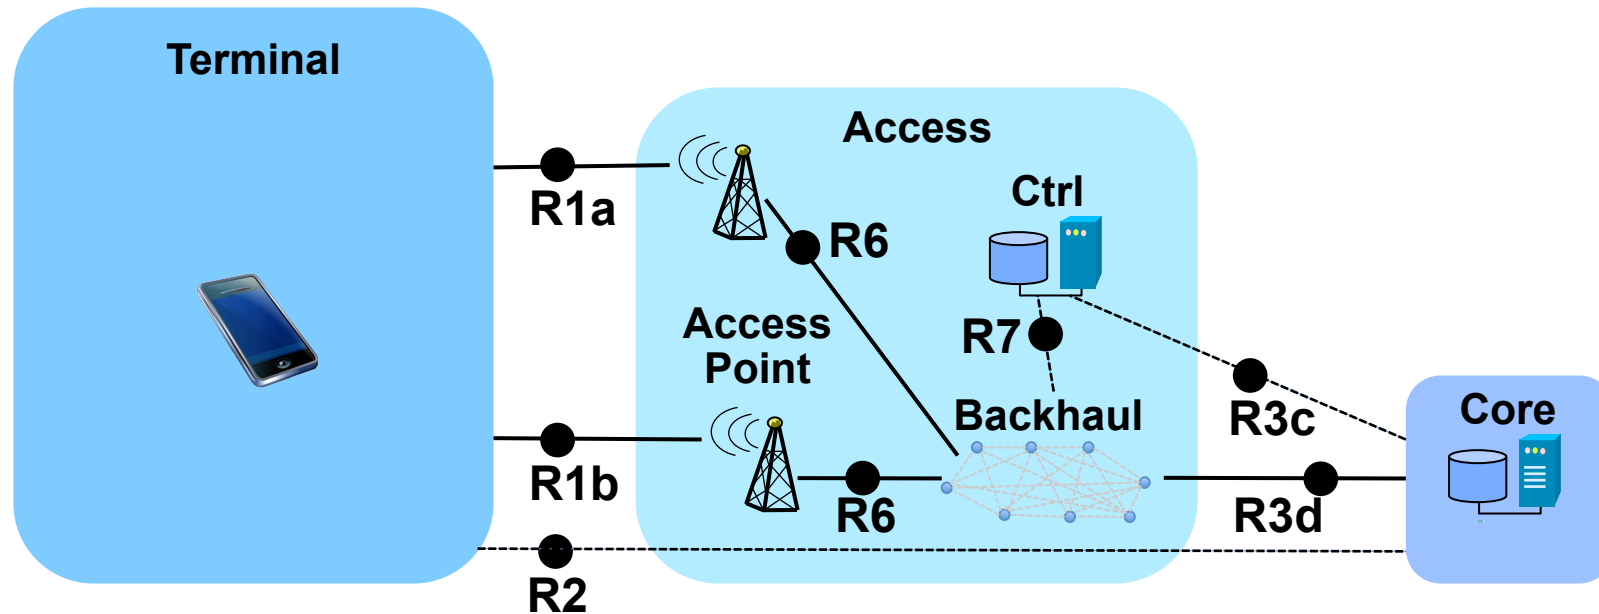 Terminal
Access
R1a
Ctrl
R6
Access
Point
R7
Backhaul
R3c
Core
R1b
R6
R3d
R2